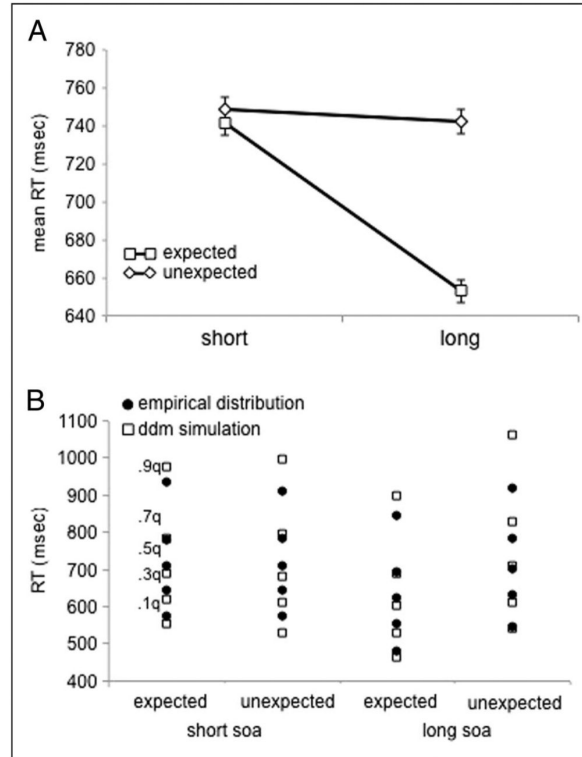 A
780
760
740
720
700
680
660
640
mean RT (msec)
expected
unexpected
short long
B
empirical distribution
ddm simulation
1100
1000
900
800
700
600
500
400
RT (msec)
.9q
.7q
.5q
.3q
.1q
expected unexpected expected unexpected
short soa long soa